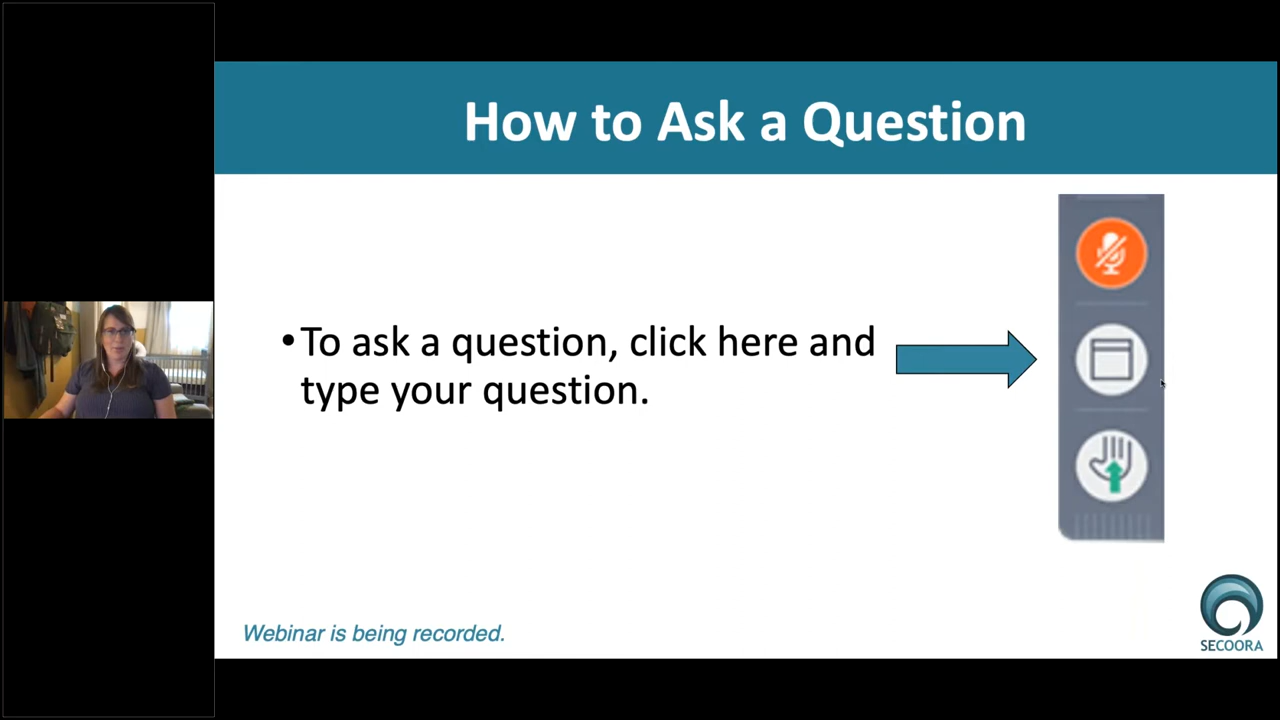 How to Ask a Question
•To ask a question, click here and
type your question.
Webinar is being recorded.
SECOORA